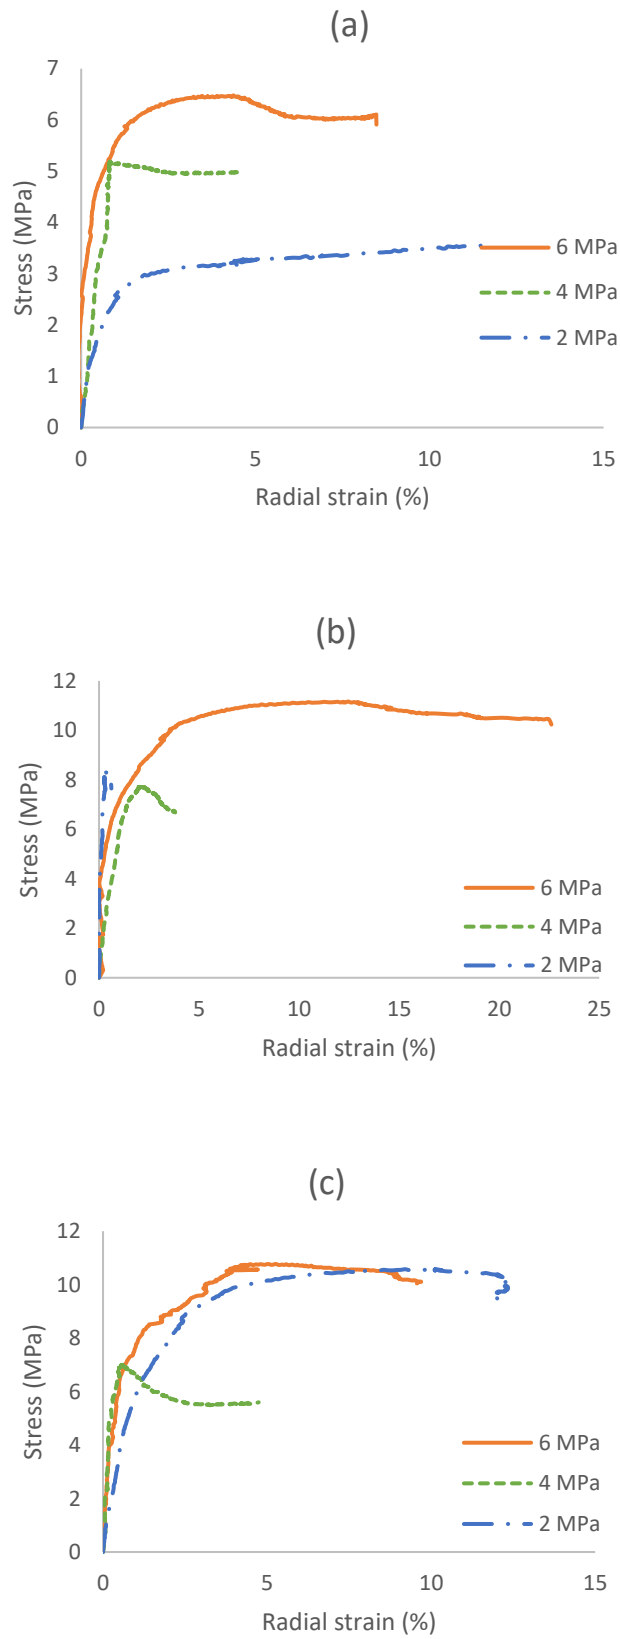 (a)
7
6
5
4
3
2
1
0
Stress (MPa)
6 MPa
4 MPa
2 MPa
0 5 10 15
Radial strain (%)
(b)
12
10
8
6
4
2
0
Stress (MPa)
6 MPa
4 MPa
2 MPa
0 5 10 15 20 25
Radial strain (%)
(c)
12
10
8
6
4
2
0
Stress (MPa)
6 MPa
4 MPa
2 MPa
0 5 10 15
Radial strain (%)